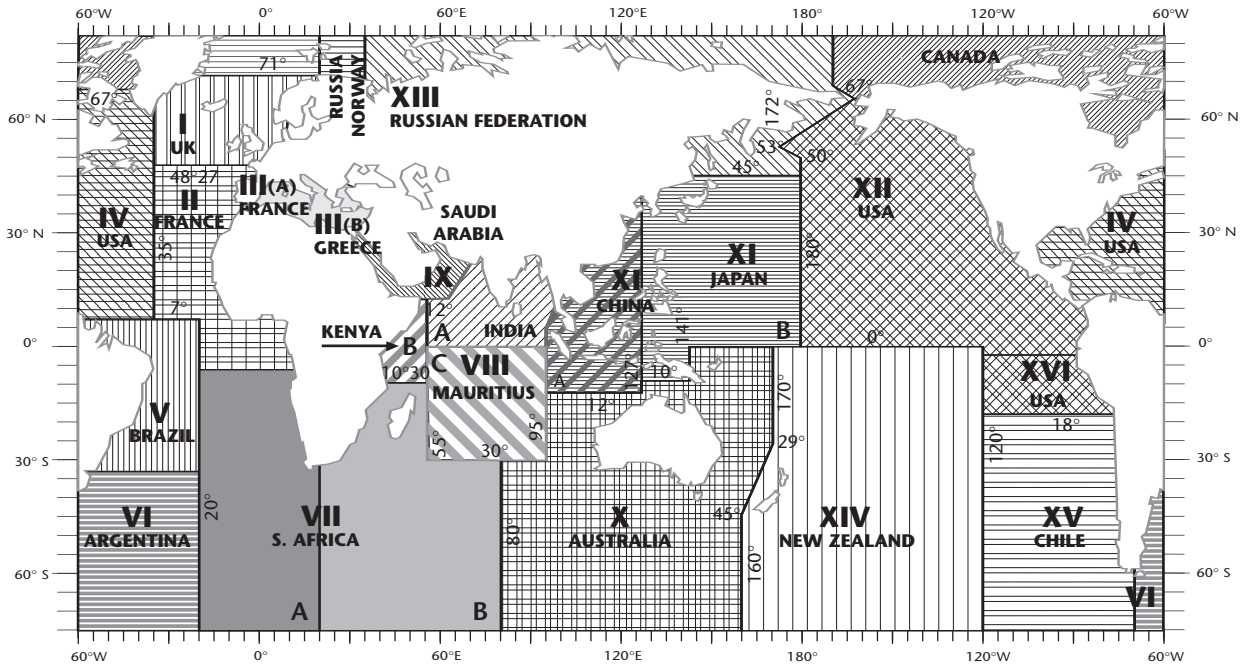 60°W 0° 60°E 120°E 180° 120°W 60°W
CANADA
71°
RUSSIA
NORWAY
67°
67°
XIII
RUSSIAN FEDERATION
172°
60° N
60° N
I
UK
53°
50°
48°27
45°
III(A)
FRANCE
II
FRANCE
XII
USA
IV
USA
III(B)
GREECE
SAUDI
ARABIA
IV
USA
30° N
30° N
35°
180°
XI
JAPAN
IX
XI
CHINA
7°
12°
KENYA
B
A
INDIA
141°
B
0°
0°
0°
C
VIII
MAURITIUS
10°30
A
127°
10°
XVI
USA
12°
170°
V
BRAZIL
18°
55°
30°
95°
29°
120°
30° S
30° S
20°
VI
ARGENTINA
VII
S. AFRICA
80°
X
AUSTRALIA
45°
160°
XIV
NEW ZEALAND
XV
CHILE
60° S
60° S
A
B
VI
60°W 0° 60°E 120°E 180° 120°W 60°W